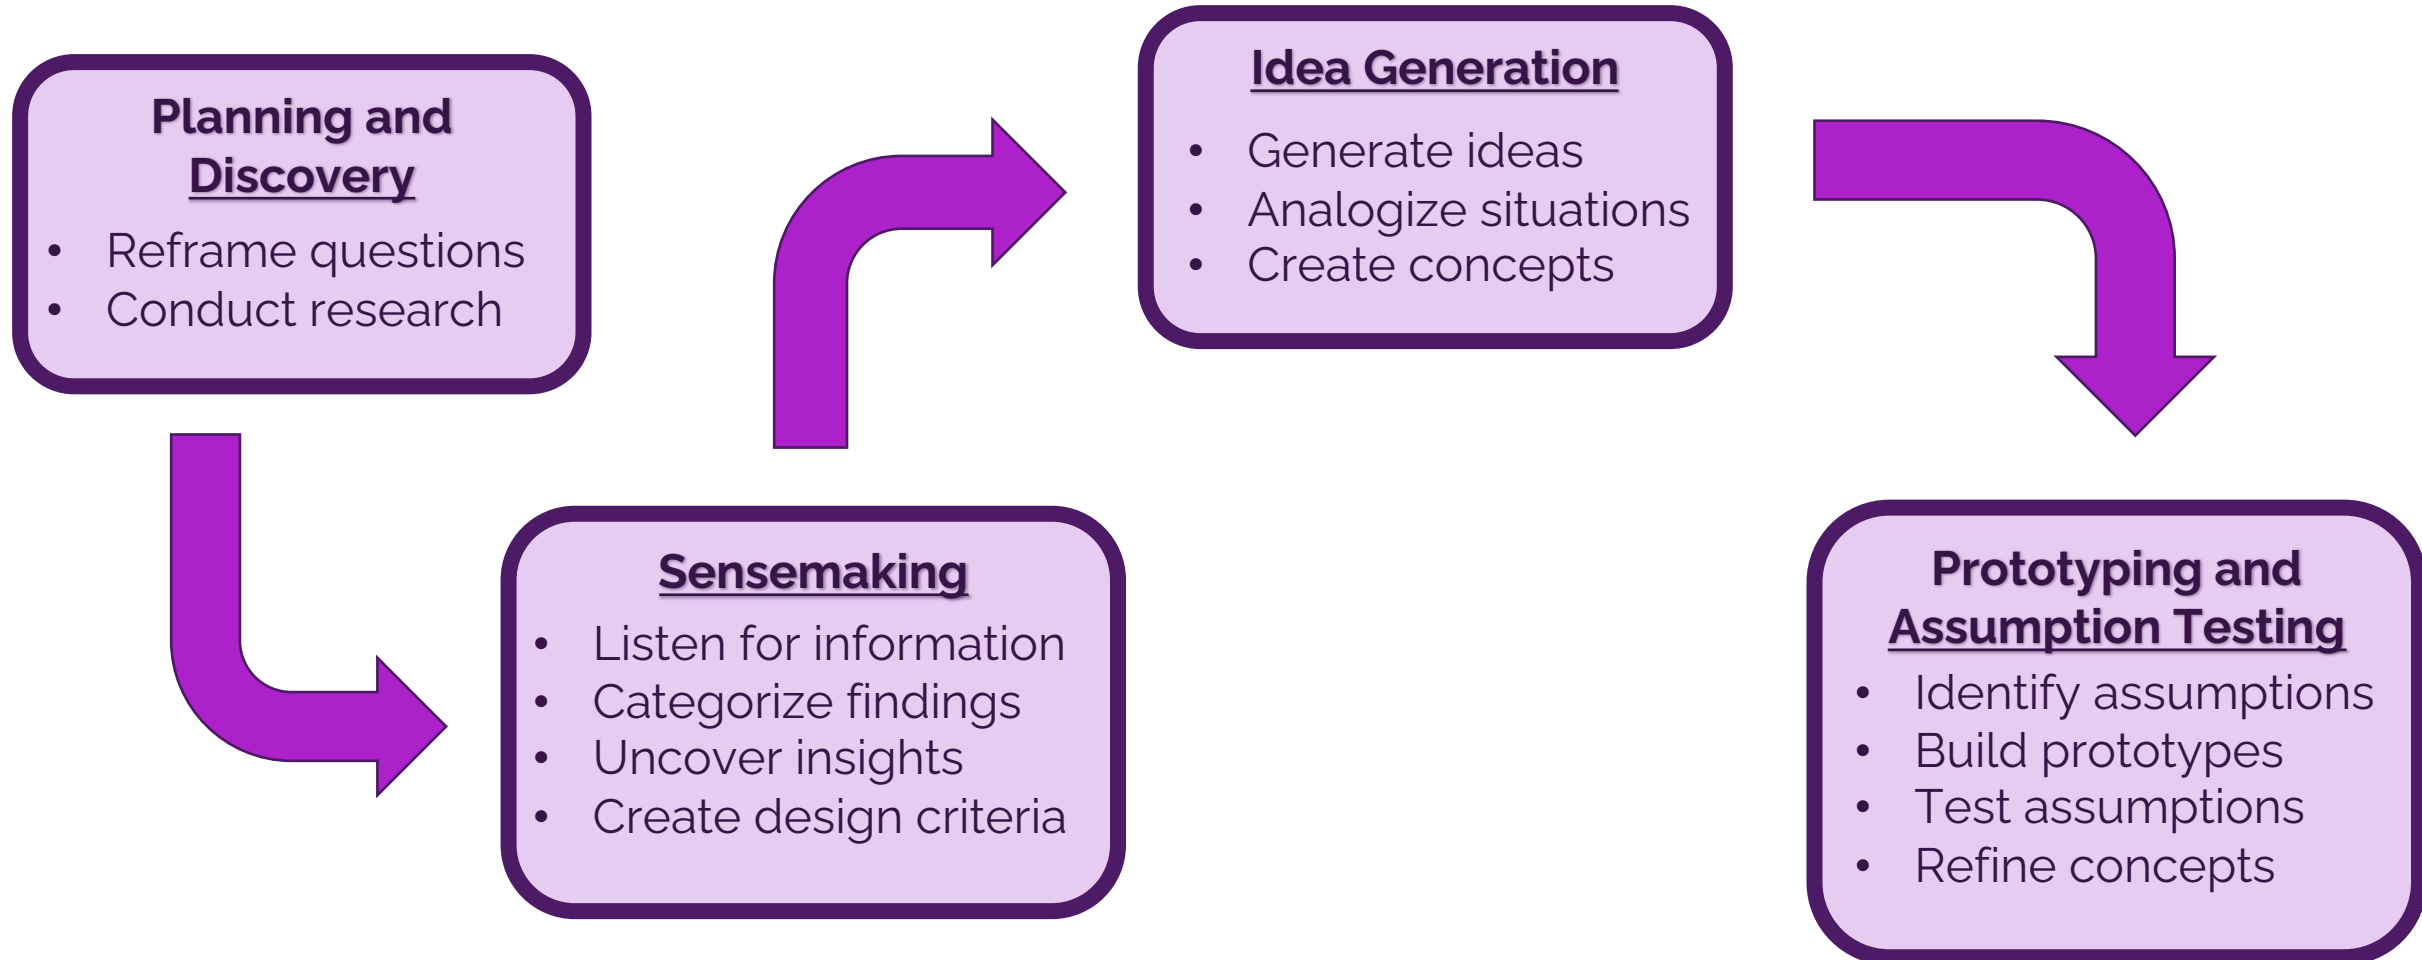 Planning and
Discovery
• Reframe questions
• Conduct research
Sensemaking
• Listen for information
• Categorize findings
• Uncover insights
• Create design criteria
Idea Generation
• Generate ideas
• Analogize situations
• Create concepts
Prototyping and
Assumption Testing
• Identify assumptions
• Build prototypes
• Test assumptions
• Refine concepts